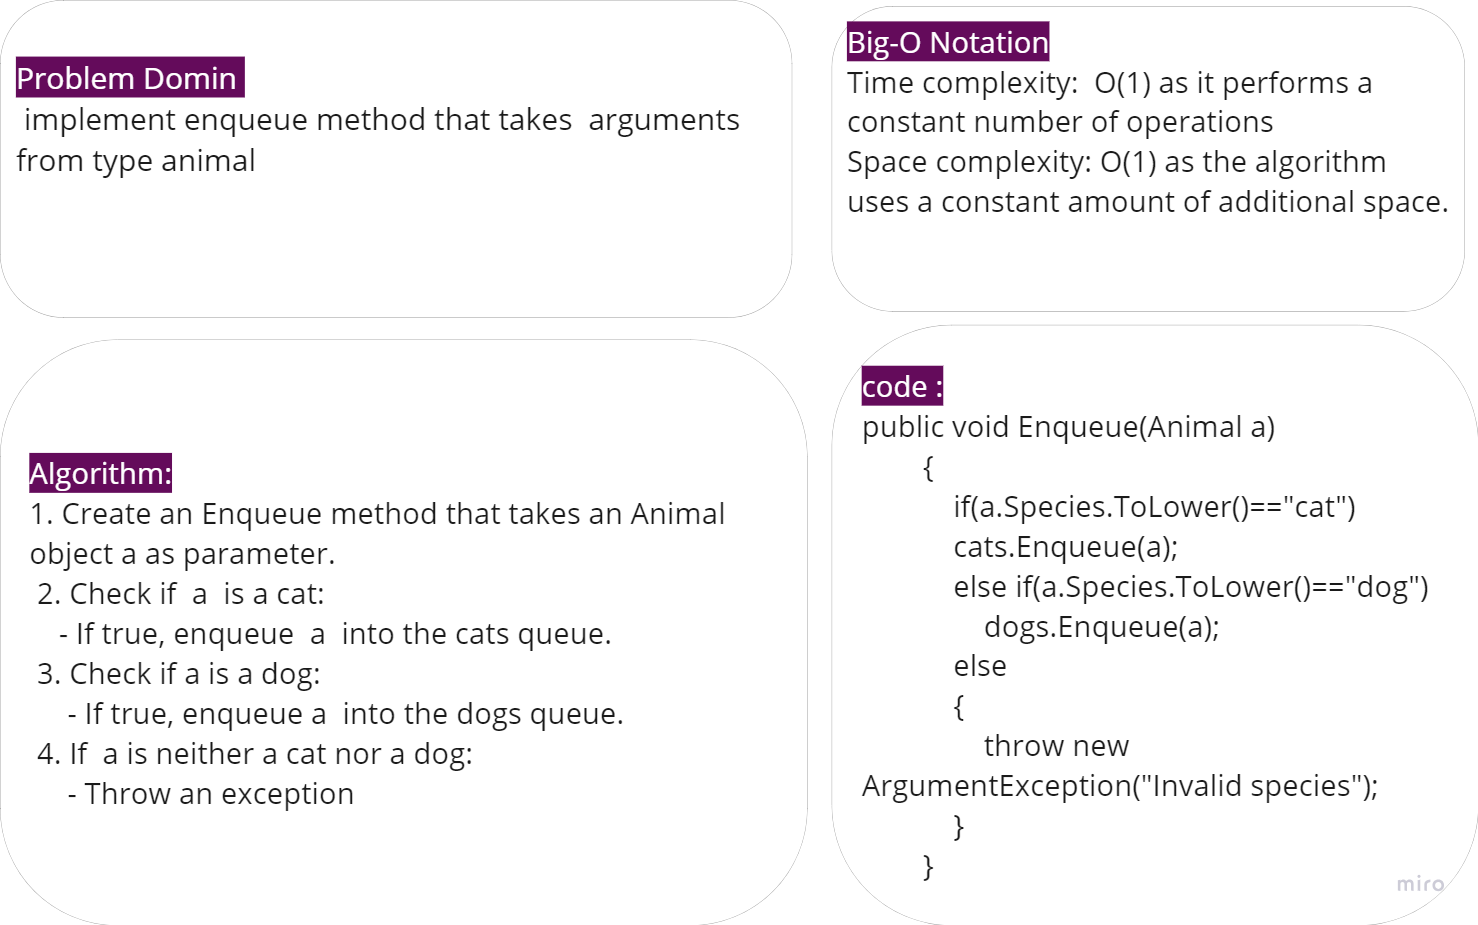 Problem Domin
implement enqueue method that takes arguments
from type animal
Big-O Notation
Time complexity: O(1) as it performs a
constant number of operations
Space complexity: O(1) as the algorithm
uses a constant amount of additional space.
Algorithm:
1. Create an Enqueue method that takes an Animal
object a as parameter.
2. Check if a is a cat:
- If true, enqueue a into the cats queue.
3. Check if a is a dog:
- If true, enqueue a into the dogs queue.
4. If a is neither a cat nor a dog:
- Throw an exception
code :
public void Enqueue(Animal a)
{
if(a.Species.ToLower()=="cat")
cats.Enqueue(a);
else if(a.Species.ToLower()=="dog")
dogs.Enqueue(a);
else
{
throw new
ArgumentException("Invalid species");
}
}
miro